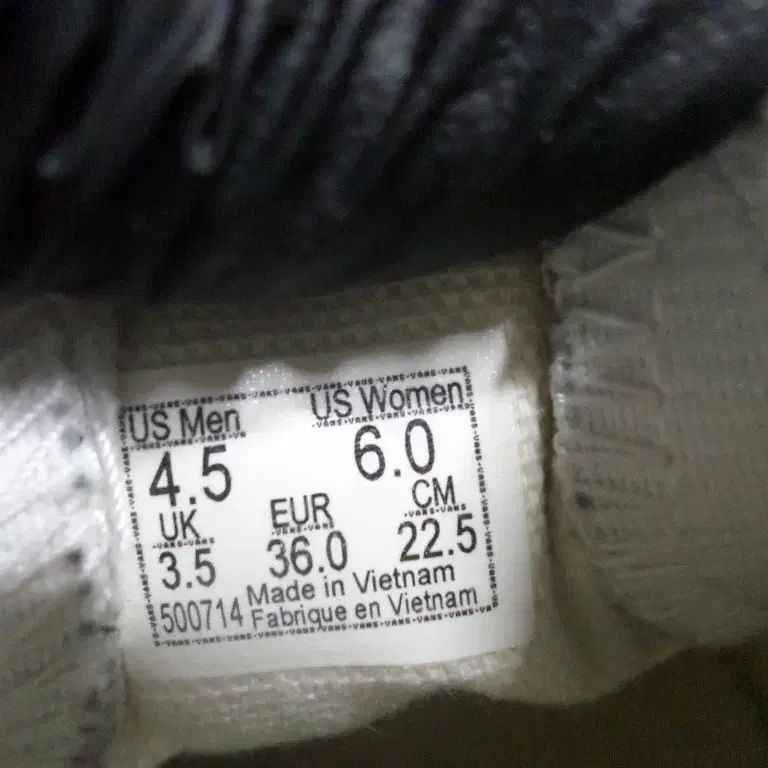 US Men US Women
4.5 6.0
UK EUR CM
3.5 36.0 22.5
Made in Vietnam
500714 Fabrique en Vietnam